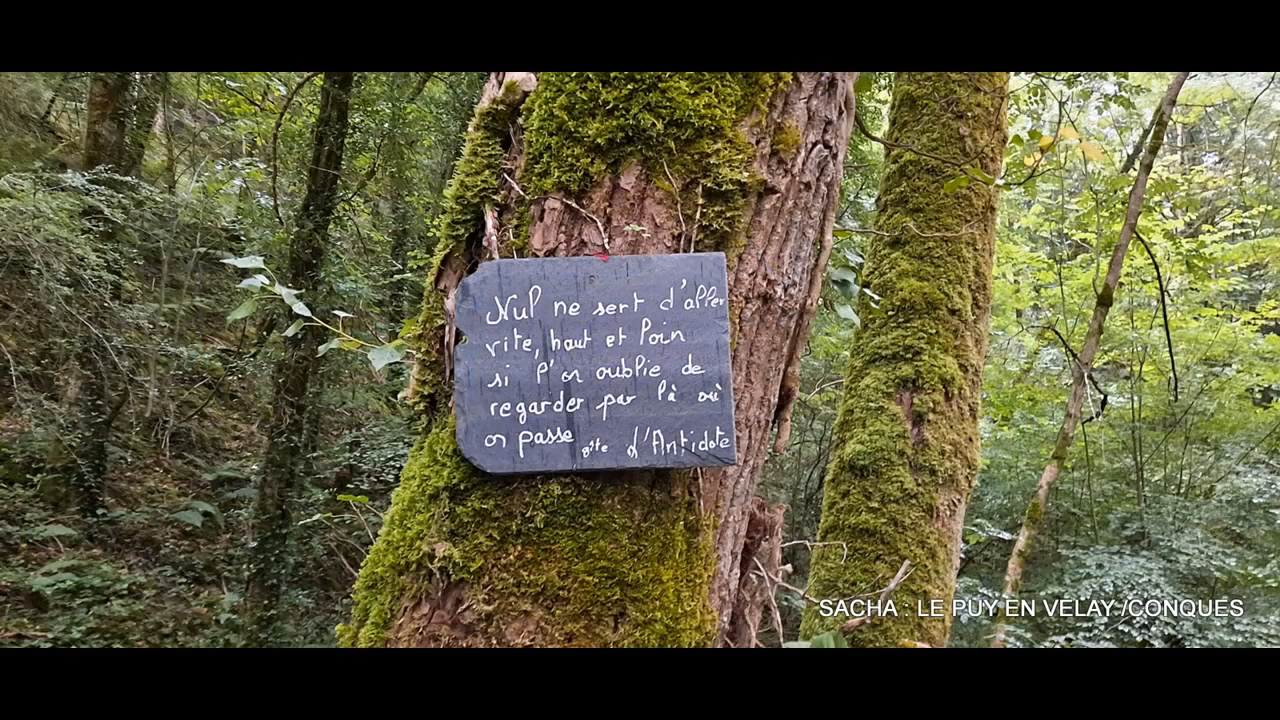 Nul ne sert d'aller
vite, haut et loin
si l'on oublie de
regarder par là où
on passe gîte d'Antidote
SACHA : LE PUY EN VELAY /CONQUES